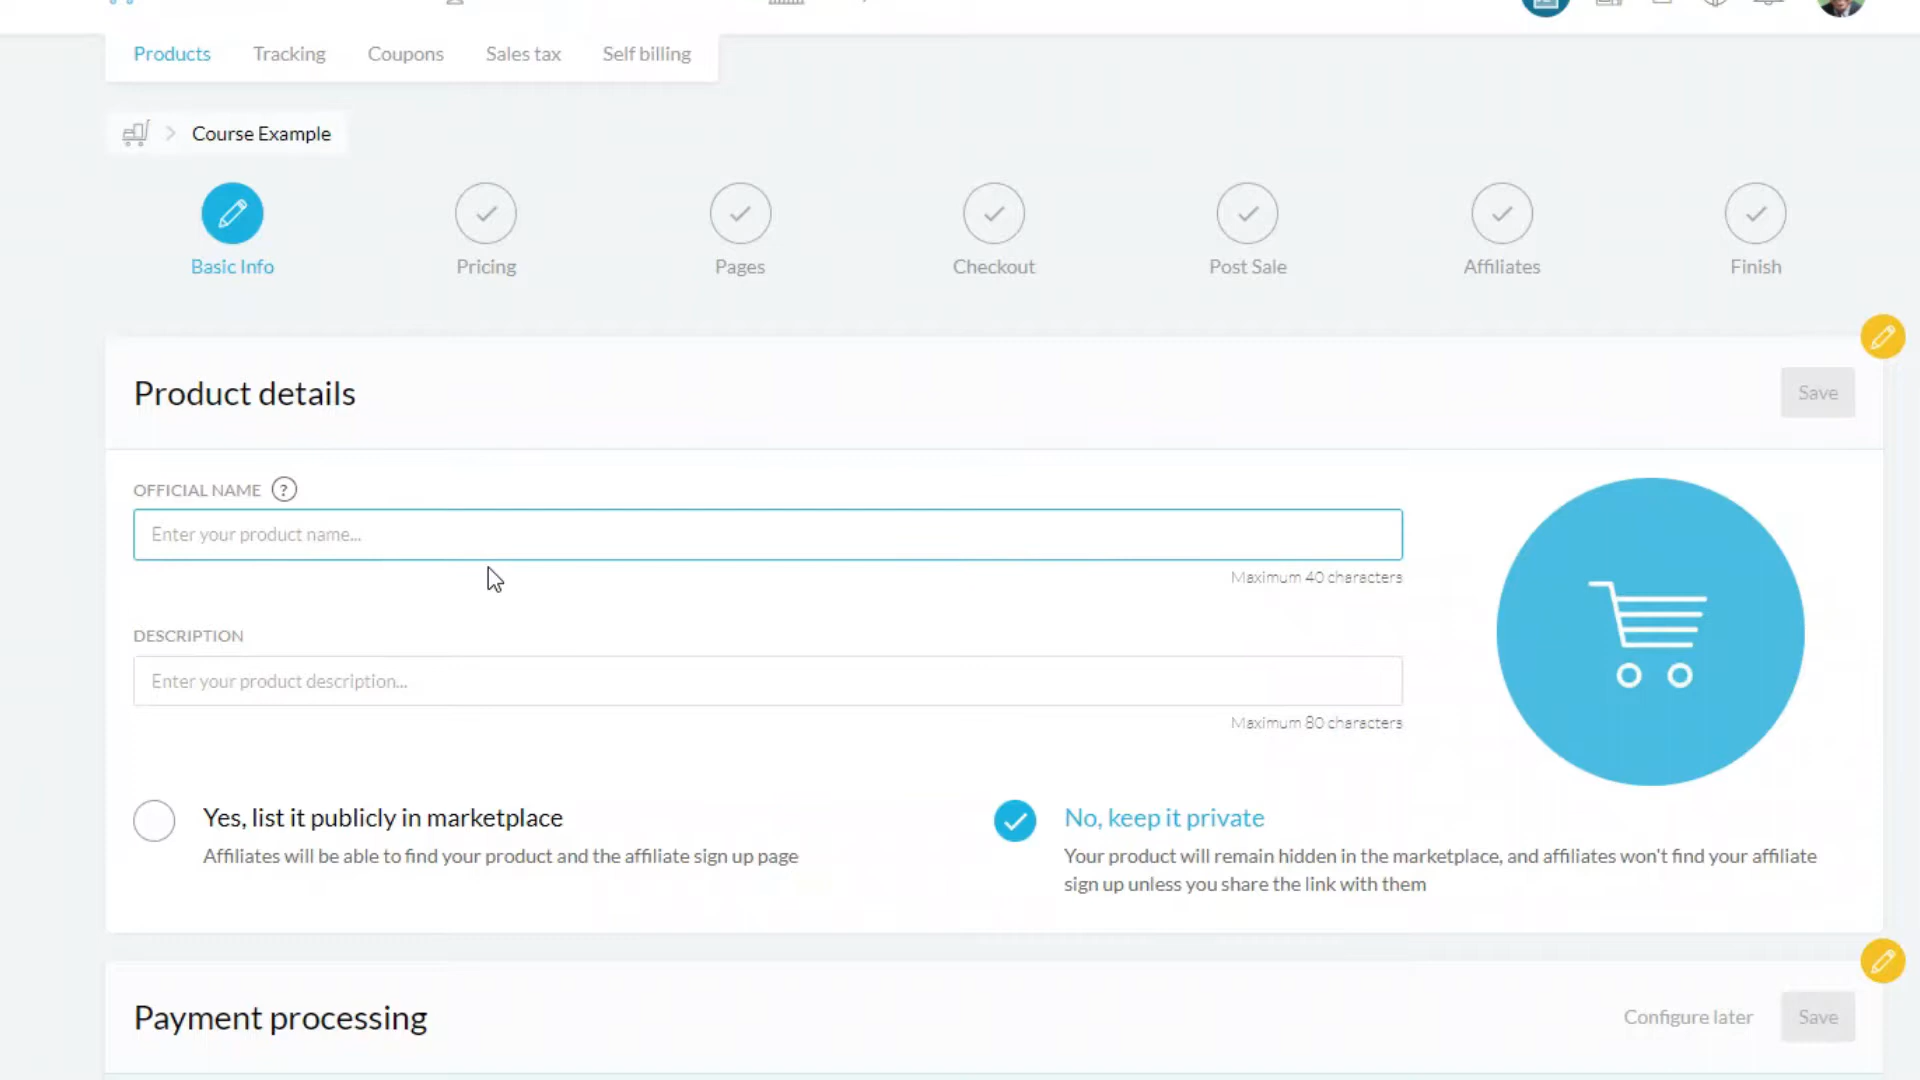 Products Tracking Coupons Sales tax Self billing
Course Example
Basic Info Pricing Pages Checkout Post Sale Affiliates Finish
Product details Save
OFFICIAL NAME ?
Enter your product name...
Maximum 40 characters
DESCRIPTION
Enter your product description...
Maximum 80 characters
Yes, list it publicly in marketplace
Affiliates will be able to find your product and the affiliate sign up page
No, keep it private
Your product will remain hidden in the marketplace, and affiliates won't find your affiliate
sign up unless you share the link with them
Payment processing Configure later Save